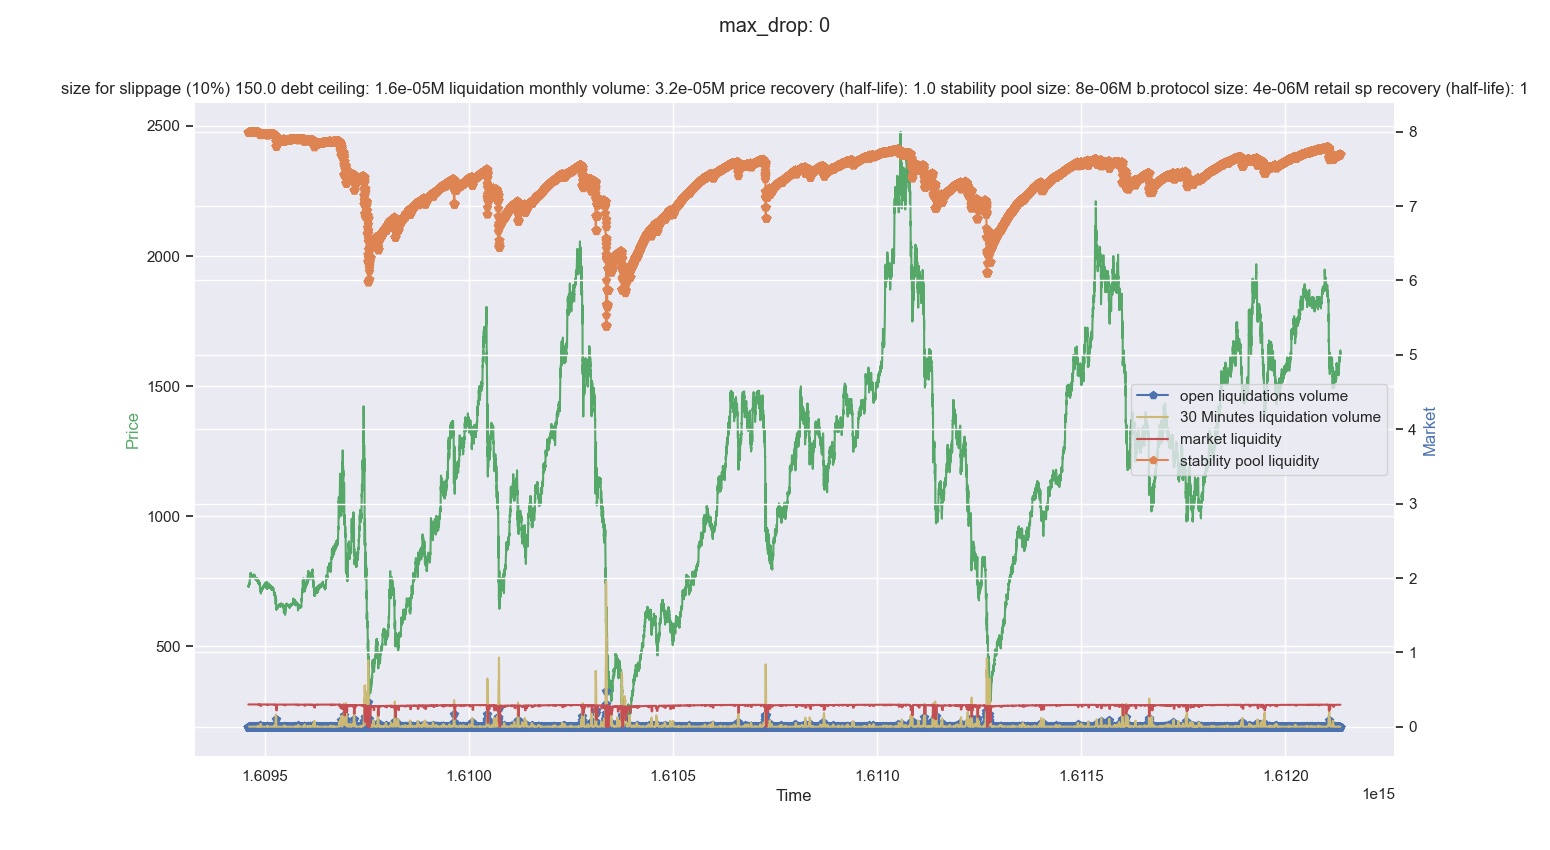 max_drop: 0
size for slippage (10%) 150.0 debt ceiling: 1.6e-05M liquidation monthly volume: 3.2e-05M price recovery (half-life): 1.0 stability pool size: 8e-06M b.protocol size: 4e-06M retail sp recovery (half-life): 1
2500
2000
1500
1000
500
Price
8
7
6
5
4
3
2
1
0
Market
open liquidations volume
30 Minutes liquidation volume
market liquidity
stability pool liquidity
1.6095
1.6100
1.6105
1.6110
1.6115
1.6120
Time
1e15